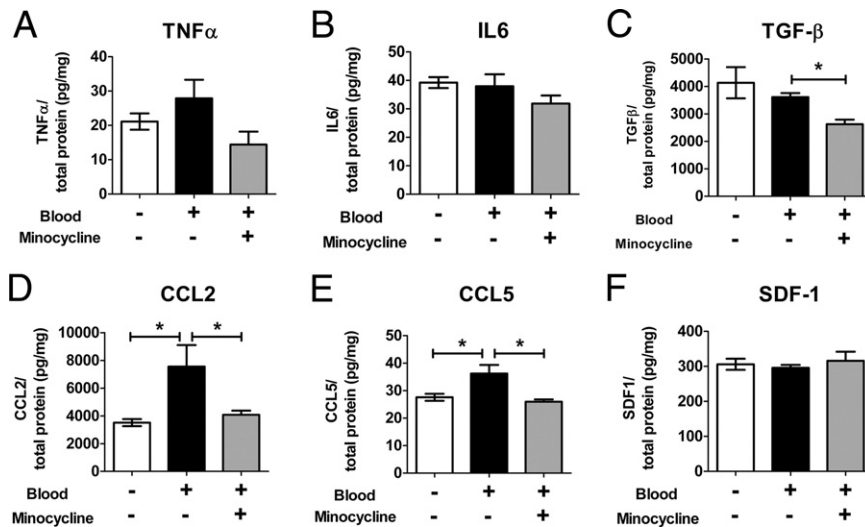 A
TNFα
TNFα/
total protein (pg/mg)
40
30
20
10
0
Blood - + +
Minocycline - - +
B
IL6
IL6/
total protein (pg/mg)
60
40
20
0
Blood - + +
Minocycline - - +
C
TGF-β
TGFβ/
total protein (pg/mg)
5000
4000
3000
2000
1000
0
*
Blood - + +
Minocycline - - +
D
CCL2
CCL2/
total protein (pg/mg)
10000
8000
6000
4000
2000
0
* *
Blood - + +
Minocycline - - +
E
CCL5
CCL5/
total protein (pg/mg)
50
40
30
20
10
0
* *
Blood - + +
Minocycline - - +
F
SDF-1
SDF1/
total protein (pg/mg)
400
300
200
100
0
Blood - + +
Minocycline - - +